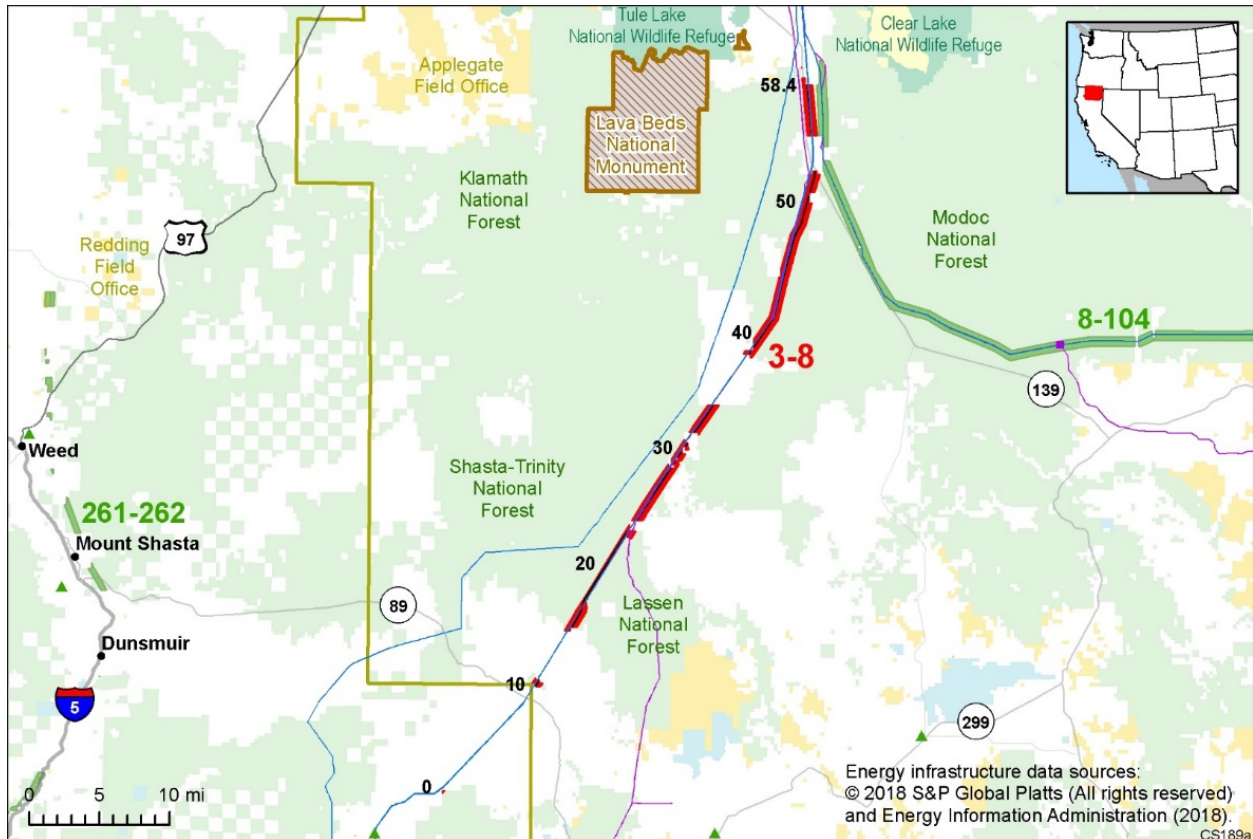 Tule Lake
National Wildlife Refuge
Clear Lake
National Wildlife Refuge
Applegate
Field Office
58.4
Lava Beds
National
Monument
Klamath
National
Forest
50
97
Modoc
National
Forest
Redding
Field
Office
8-104
40
3-8
139
Weed
30
Shasta-Trinity
National
Forest
261-262
Mount Shasta
20
89
Lassen
National
Forest
Dunsmuir
10
5
299
0
0 5 10 mi
Energy infrastructure data sources:
© 2018 S&P Global Platts (All rights reserved)
and Energy Information Administration (2018).
CS189a